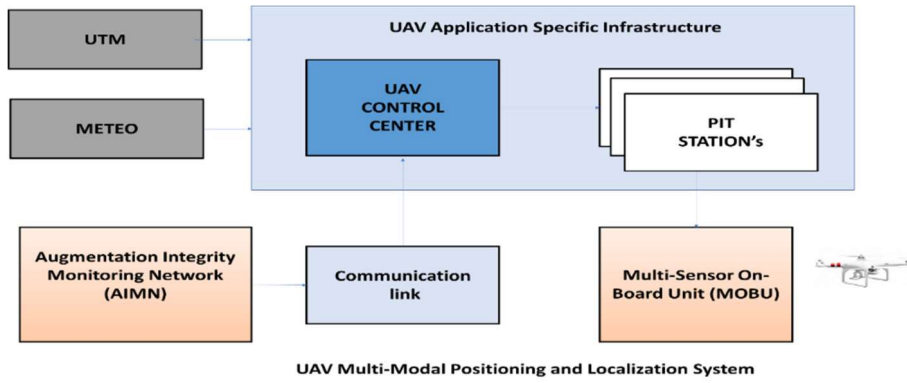 UAV Application Specific Infrastructure
UTM
METEO
UAV
CONTROL
CENTER
PIT
STATION's
Augmentation Integrity
Monitoring Network
(AIMN)
Communication
link
Multi-Sensor On-
Board Unit (MOBU)
UAV Multi-Modal Positioning and Localization System